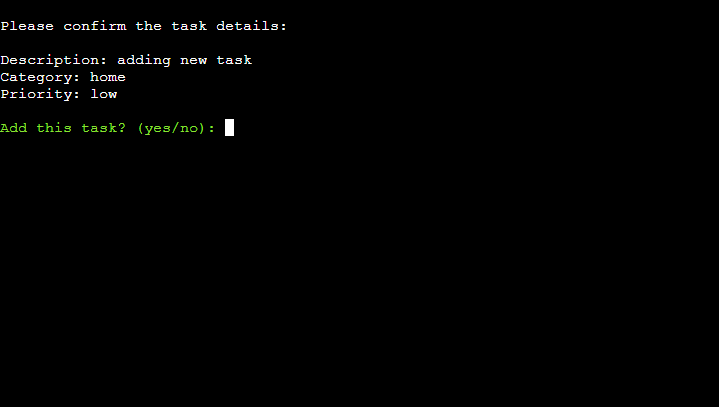 Please confirm the task details:
Description: adding new task
Category: home
Priority: low
Add this task? (yes/no):